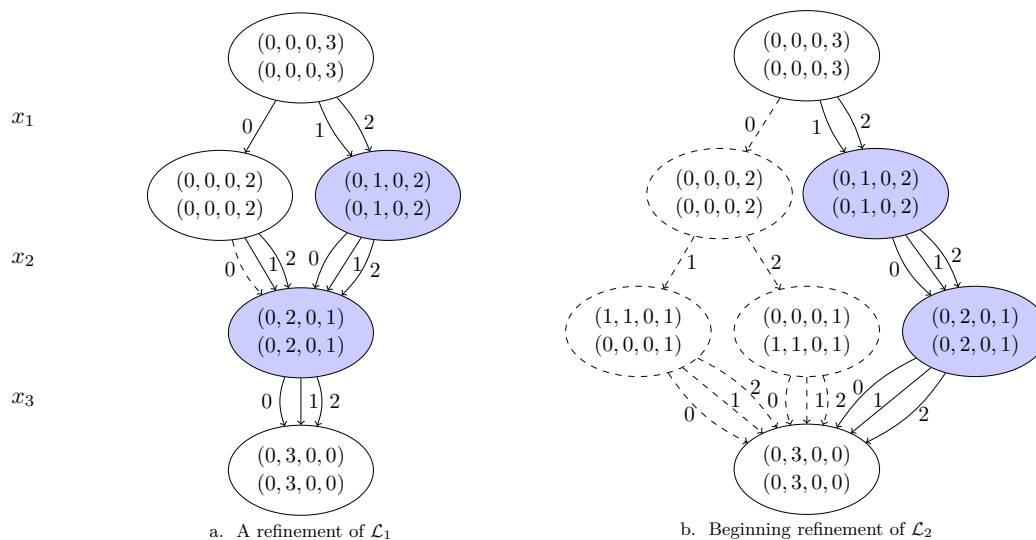 (0, 0, 0, 3)
(0, 0, 0, 3)
x₁
0
1
2
(0, 0, 0, 2)
(0, 0, 0, 2)
(0, 1, 0, 2)
(0, 1, 0, 2)
x₂
0
1
2
0
1
2
(0, 2, 0, 1)
(0, 2, 0, 1)
x₃
0
1
2
(0, 3, 0, 0)
(0, 3, 0, 0)
a. A refinement of ℒ₁
(0, 0, 0, 3)
(0, 0, 0, 3)
0
1
2
(0, 0, 0, 2)
(0, 0, 0, 2)
(0, 1, 0, 2)
(0, 1, 0, 2)
1
2
0
1
2
(1, 1, 0, 1)
(0, 0, 0, 1)
(0, 0, 0, 1)
(1, 1, 0, 1)
(0, 2, 0, 1)
(0, 2, 0, 1)
0
1
2
0
1
2
0
1
2
(0, 3, 0, 0)
(0, 3, 0, 0)
b. Beginning refinement of ℒ₂